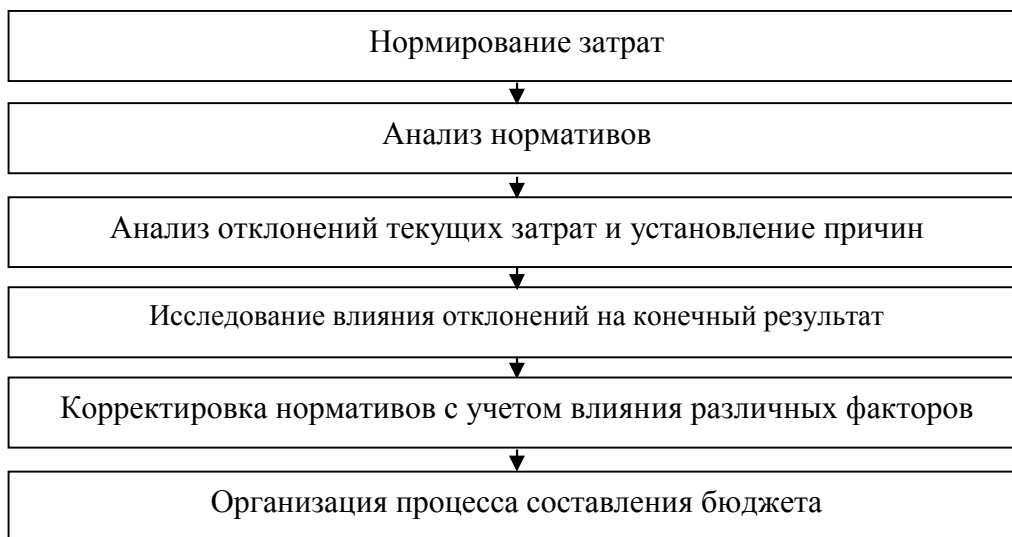 Нормирование затрат
Анализ нормативов
Анализ отклонений текущих затрат и установление причин
Исследование влияния отклонений на конечный результат
Корректировка нормативов с учетом влияния различных факторов
Организация процесса составления бюджета